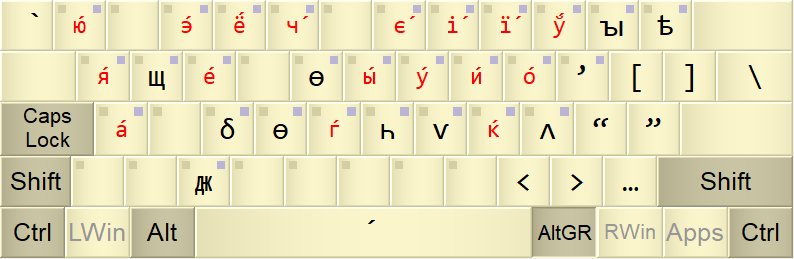 ` ю́ э́ ё́ ч´ є´ і´ ї´ ў́ ꙑ ѣ
я́ щ е́ ѳ ы́ у́ и́ о́ ’ [ ] \
Caps Lock а́ δ ѳ ѓ ꚕ ѵ ќ ʌ “ ”
Shift Ԫ < > … Shift
Ctrl LWin Alt ´ AltGR RWin Apps Ctrl